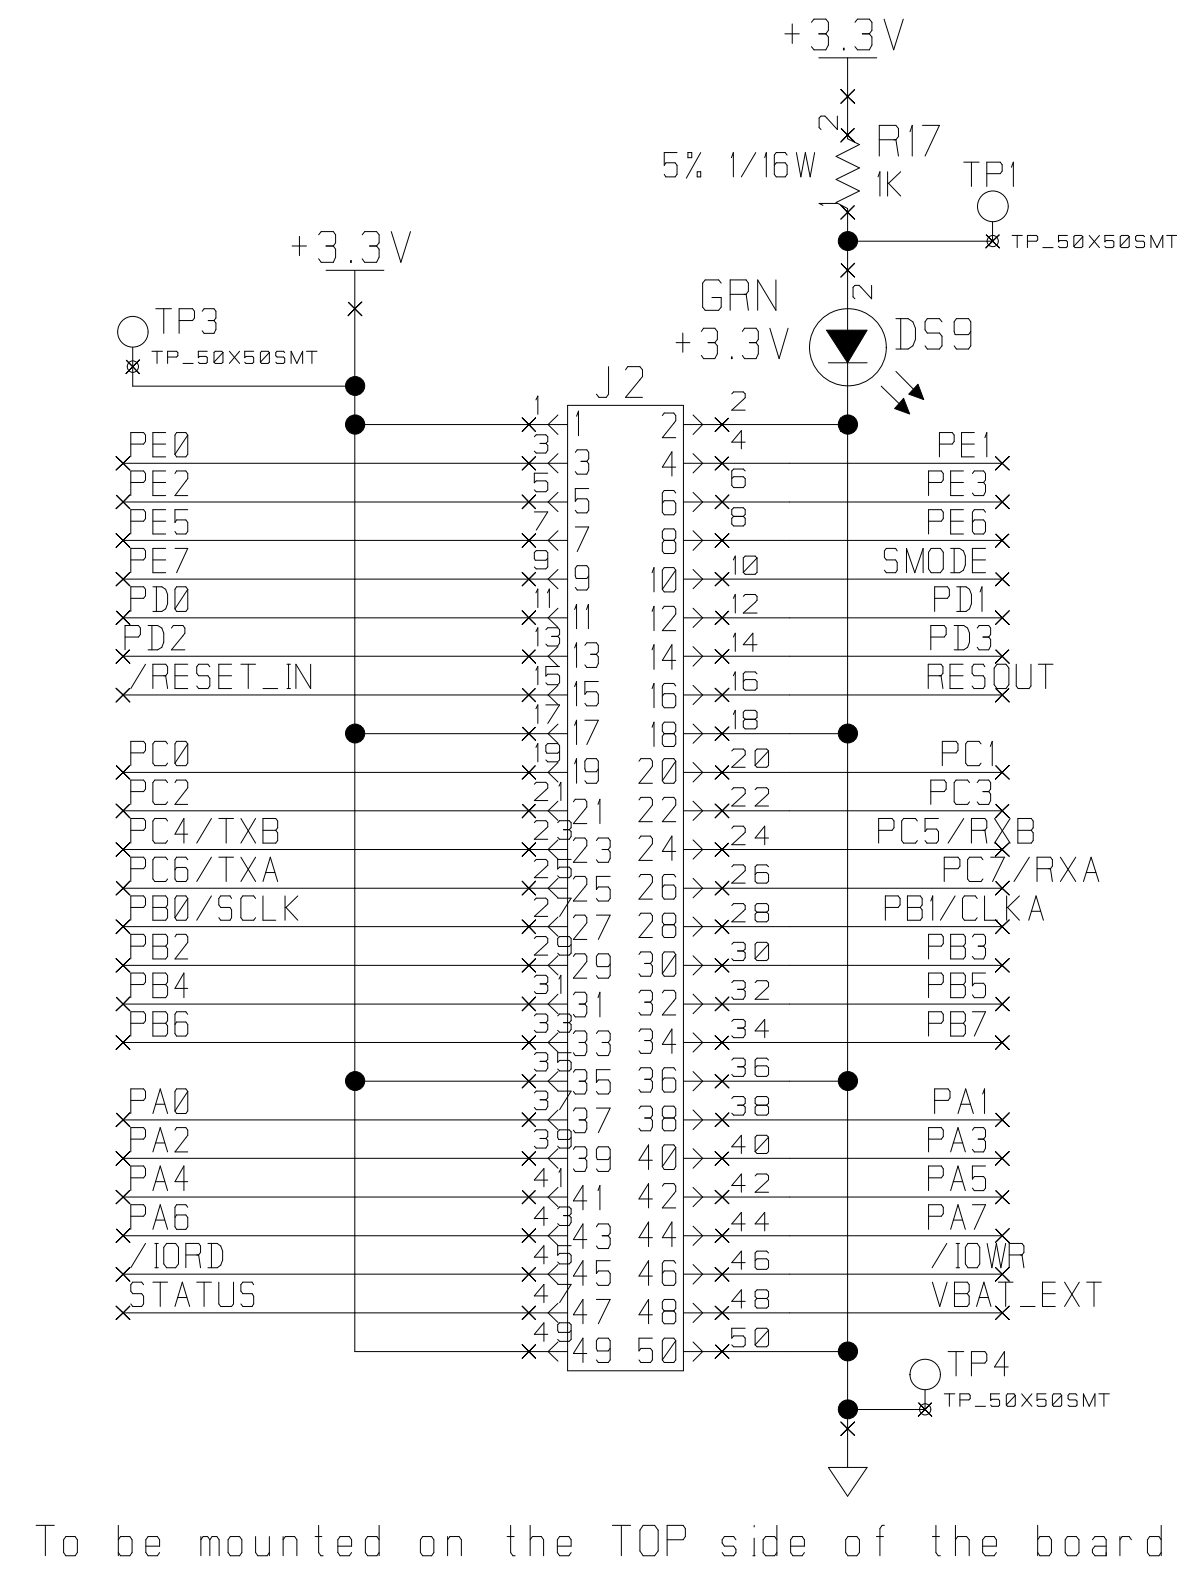 +3.3V
2
R17
5% 1/16W
1K
1
TP1
TP_50X50SMT
+3.3V
GRN
2
TP3
DS9
+3.3V
TP_50X50SMT
J2
1 1 2 2
PE0 3 3 4 4 PE1
PE2 5 5 6 6 PE3
PE5 7 7 8 8 PE6
PE7 9 9 10 10 SMODE
PD0 11 11 12 12 PD1
PD2 13 13 14 14 PD3
/RESET_IN 15 15 16 16 RESOUT
17 17 18 18
PC0 19 19 20 20 PC1
PC2 21 21 22 22 PC3
PC4/TXB 23 23 24 24 PC5/RXB
PC6/TXA 25 25 26 26 PC7/RXA
PB0/SCLK 27 27 28 28 PB1/CLKA
PB2 29 29 30 30 PB3
PB4 31 31 32 32 PB5
PB6 33 33 34 34 PB7
35 35 36 36
PA0 37 37 38 38 PA1
PA2 39 39 40 40 PA3
PA4 41 41 42 42 PA5
PA6 43 43 44 44 PA7
/IORD 45 45 46 46 /IOWR
STATUS 47 47 48 48 VBAT_EXT
49 49 50 50
TP4
TP_50X50SMT
To be mounted on the TOP side of the board